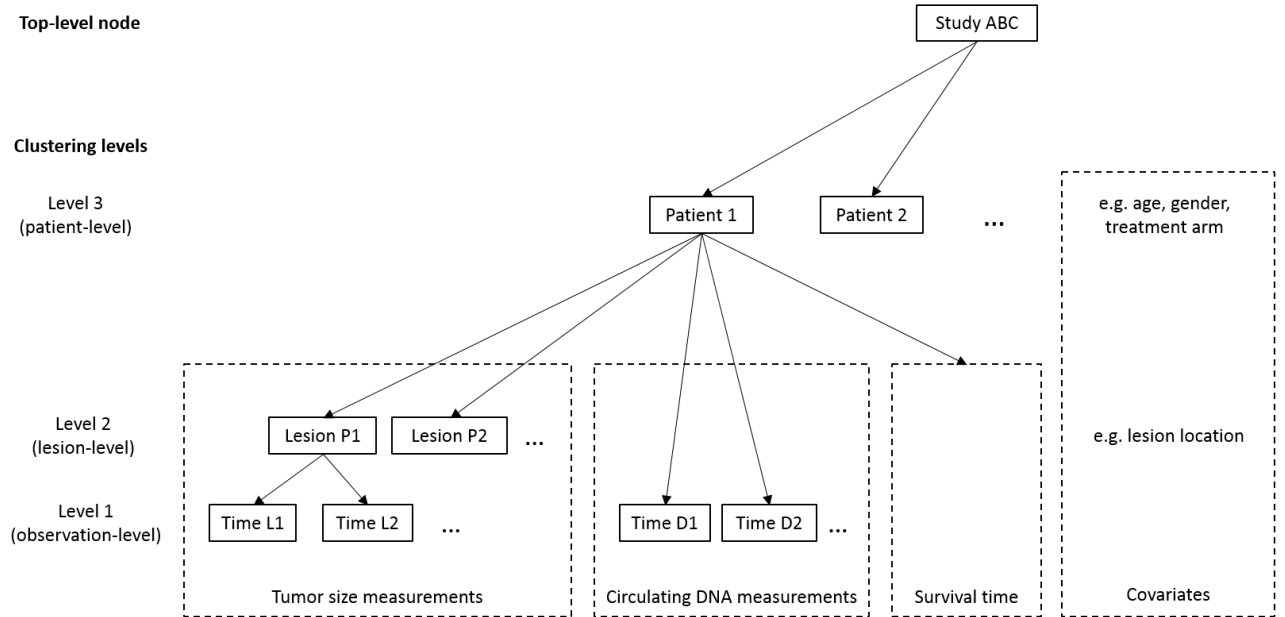 Top-level node
Study ABC
Clustering levels
Level 3
(patient-level)
Patient 1
Patient 2
...
e.g. age, gender,
treatment arm
Level 2
(lesion-level)
Lesion P1
Lesion P2
...
e.g. lesion location
Level 1
(observation-level)
Time L1
Time L2
...
Time D1
Time D2
...
Tumor size measurements
Circulating DNA measurements
Survival time
Covariates